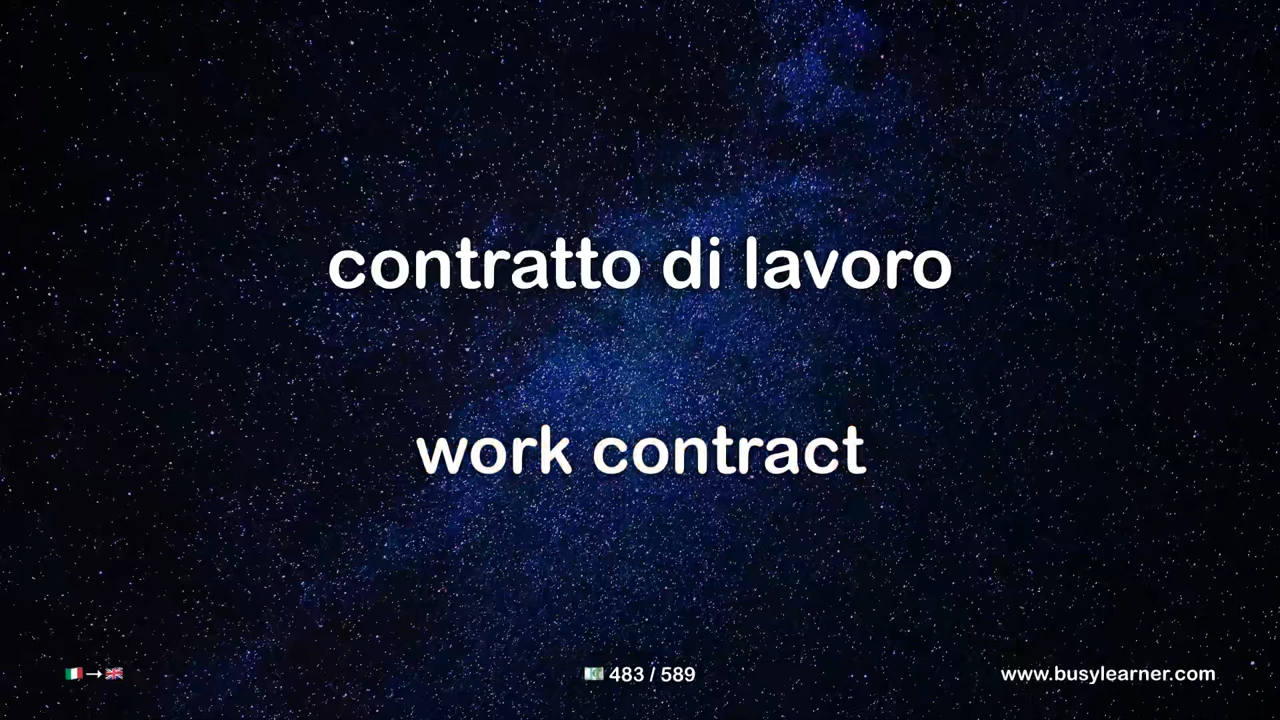 contratto di lavoro
work contract
🇮🇹→🇬🇧
💵 483 / 589
www.busylearner.com